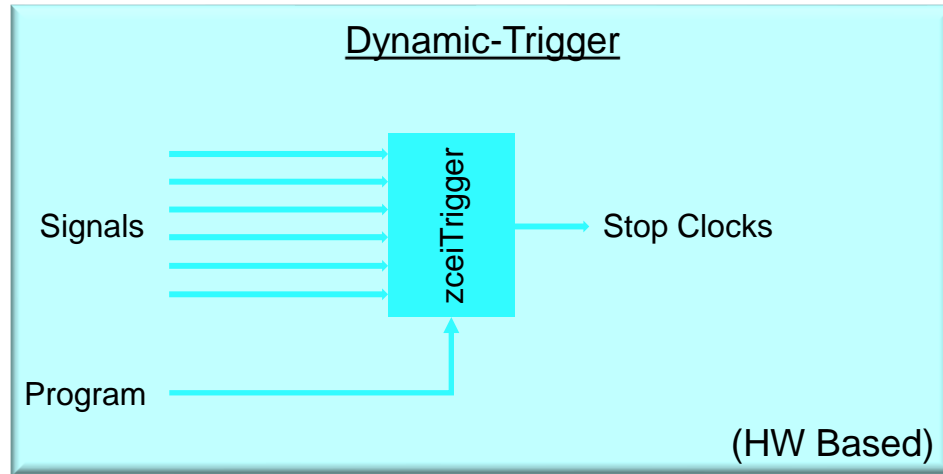 Dynamic-Trigger
Signals
zceiTrigger
Stop Clocks
Program
(HW Based)